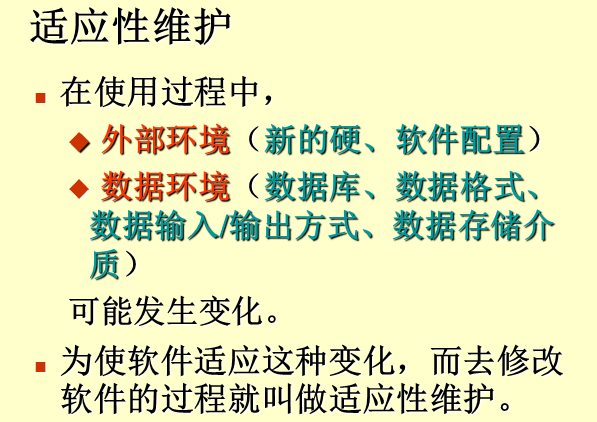 适应性维护
在使用过程中，
外部环境（新的硬、软件配置）
数据环境（数据库、数据格式、
数据输入/输出方式、数据存储介
质）
可能发生变化。
为使软件适应这种变化，而去修改
软件的过程就叫做适应性维护。